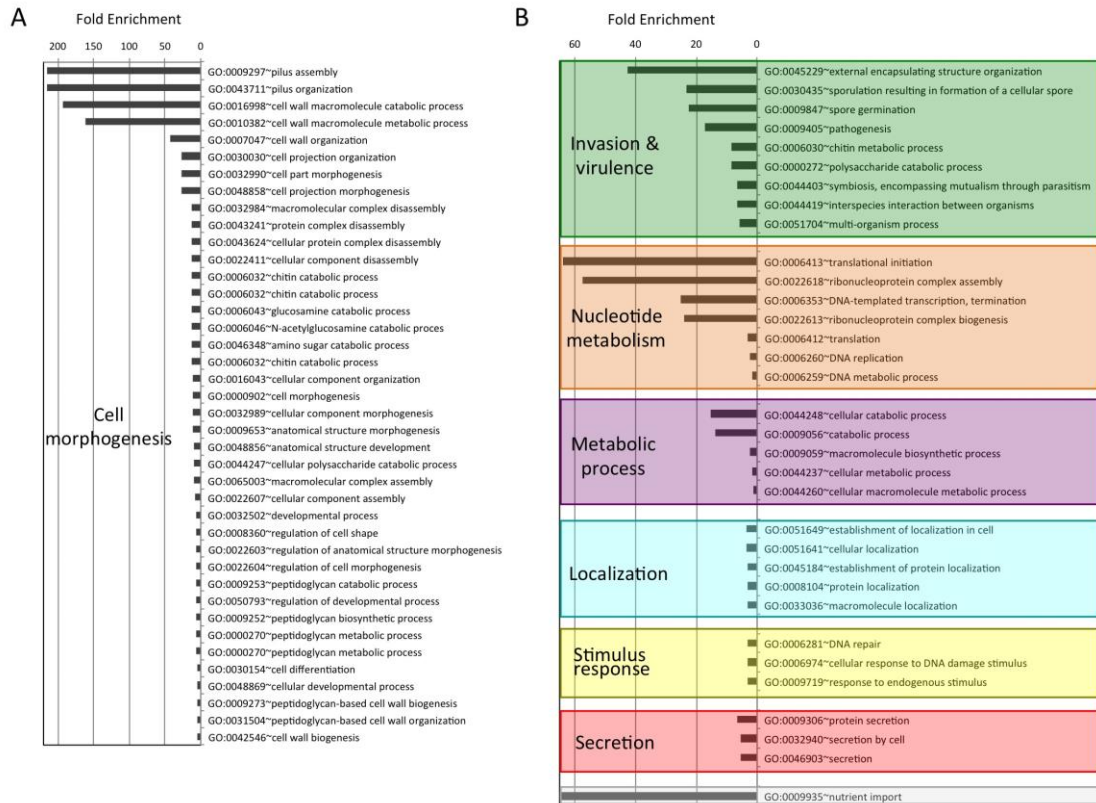 A
Fold Enrichment
200 150 100 50 0
GO:0009297~pilus assembly
GO:0043711~pilus organization
GO:0016998~cell wall macromolecule catabolic process
GO:0010382~cell wall macromolecule metabolic process
GO:0007047~cell wall organization
GO:0030030~cell projection organization
GO:0032990~cell part morphogenesis
GO:0048858~cell projection morphogenesis
GO:0032984~macromolecular complex disassembly
GO:0043241~protein complex disassembly
GO:0043624~cellular protein complex disassembly
GO:0022411~cellular component disassembly
GO:0006032~chitin catabolic process
GO:0006032~chitin catabolic process
GO:0006043~glucosamine catabolic process
GO:0006046~N-acetylglucosamine catabolic proces
GO:0046348~amino sugar catabolic process
GO:0006032~chitin catabolic process
GO:0016043~cellular component organization
GO:0000902~cell morphogenesis
GO:0032989~cellular component morphogenesis
GO:0009653~anatomical structure morphogenesis
GO:0048856~anatomical structure development
GO:0044247~cellular polysaccharide catabolic process
GO:0065003~macromolecular complex assembly
GO:0022607~cellular component assembly
GO:0032502~developmental process
GO:0008360~regulation of cell shape
GO:0022603~regulation of anatomical structure morphogenesis
GO:0022604~regulation of cell morphogenesis
GO:0009253~peptidoglycan catabolic process
GO:0050793~regulation of developmental process
GO:0009252~peptidoglycan biosynthetic process
GO:0000270~peptidoglycan metabolic process
GO:0000270~peptidoglycan metabolic process
GO:0030154~cell differentiation
GO:0048869~cellular developmental process
GO:0009273~peptidoglycan-based cell wall biogenesis
GO:0031504~peptidoglycan-based cell wall organization
GO:0042546~cell wall biogenesis
Cell
morphogenesis
B
Fold Enrichment
60 40 20 0
Invasion &
virulence
GO:0045229~external encapsulating structure organization
GO:0030435~sporulation resulting in formation of a cellular spore
GO:0009847~spore germination
GO:0009405~pathogenesis
GO:0006030~chitin metabolic process
GO:0000272~polysaccharide catabolic process
GO:0044403~symbiosis, encompassing mutualism through parasitism
GO:0044419~interspecies interaction between organisms
GO:0051704~multi-organism process
Nucleotide
metabolism
GO:0006413~translational initiation
GO:0022618~ribonucleoprotein complex assembly
GO:0006353~DNA-templated transcription, termination
GO:0022613~ribonucleoprotein complex biogenesis
GO:0006412~translation
GO:0006260~DNA replication
GO:0006259~DNA metabolic process
Metabolic
process
GO:0044248~cellular catabolic process
GO:0009056~catabolic process
GO:0009059~macromolecule biosynthetic process
GO:0044237~cellular metabolic process
GO:0044260~cellular macromolecule metabolic process
Localization
GO:0051649~establishment of localization in cell
GO:0051641~cellular localization
GO:0045184~establishment of protein localization
GO:0008104~protein localization
GO:0033036~macromolecule localization
Stimulus
response
GO:0006281~DNA repair
GO:0006974~cellular response to DNA damage stimulus
GO:0009719~response to endogenous stimulus
Secretion
GO:0009306~protein secretion
GO:0032940~secretion by cell
GO:0046903~secretion
GO:0009935~nutrient import